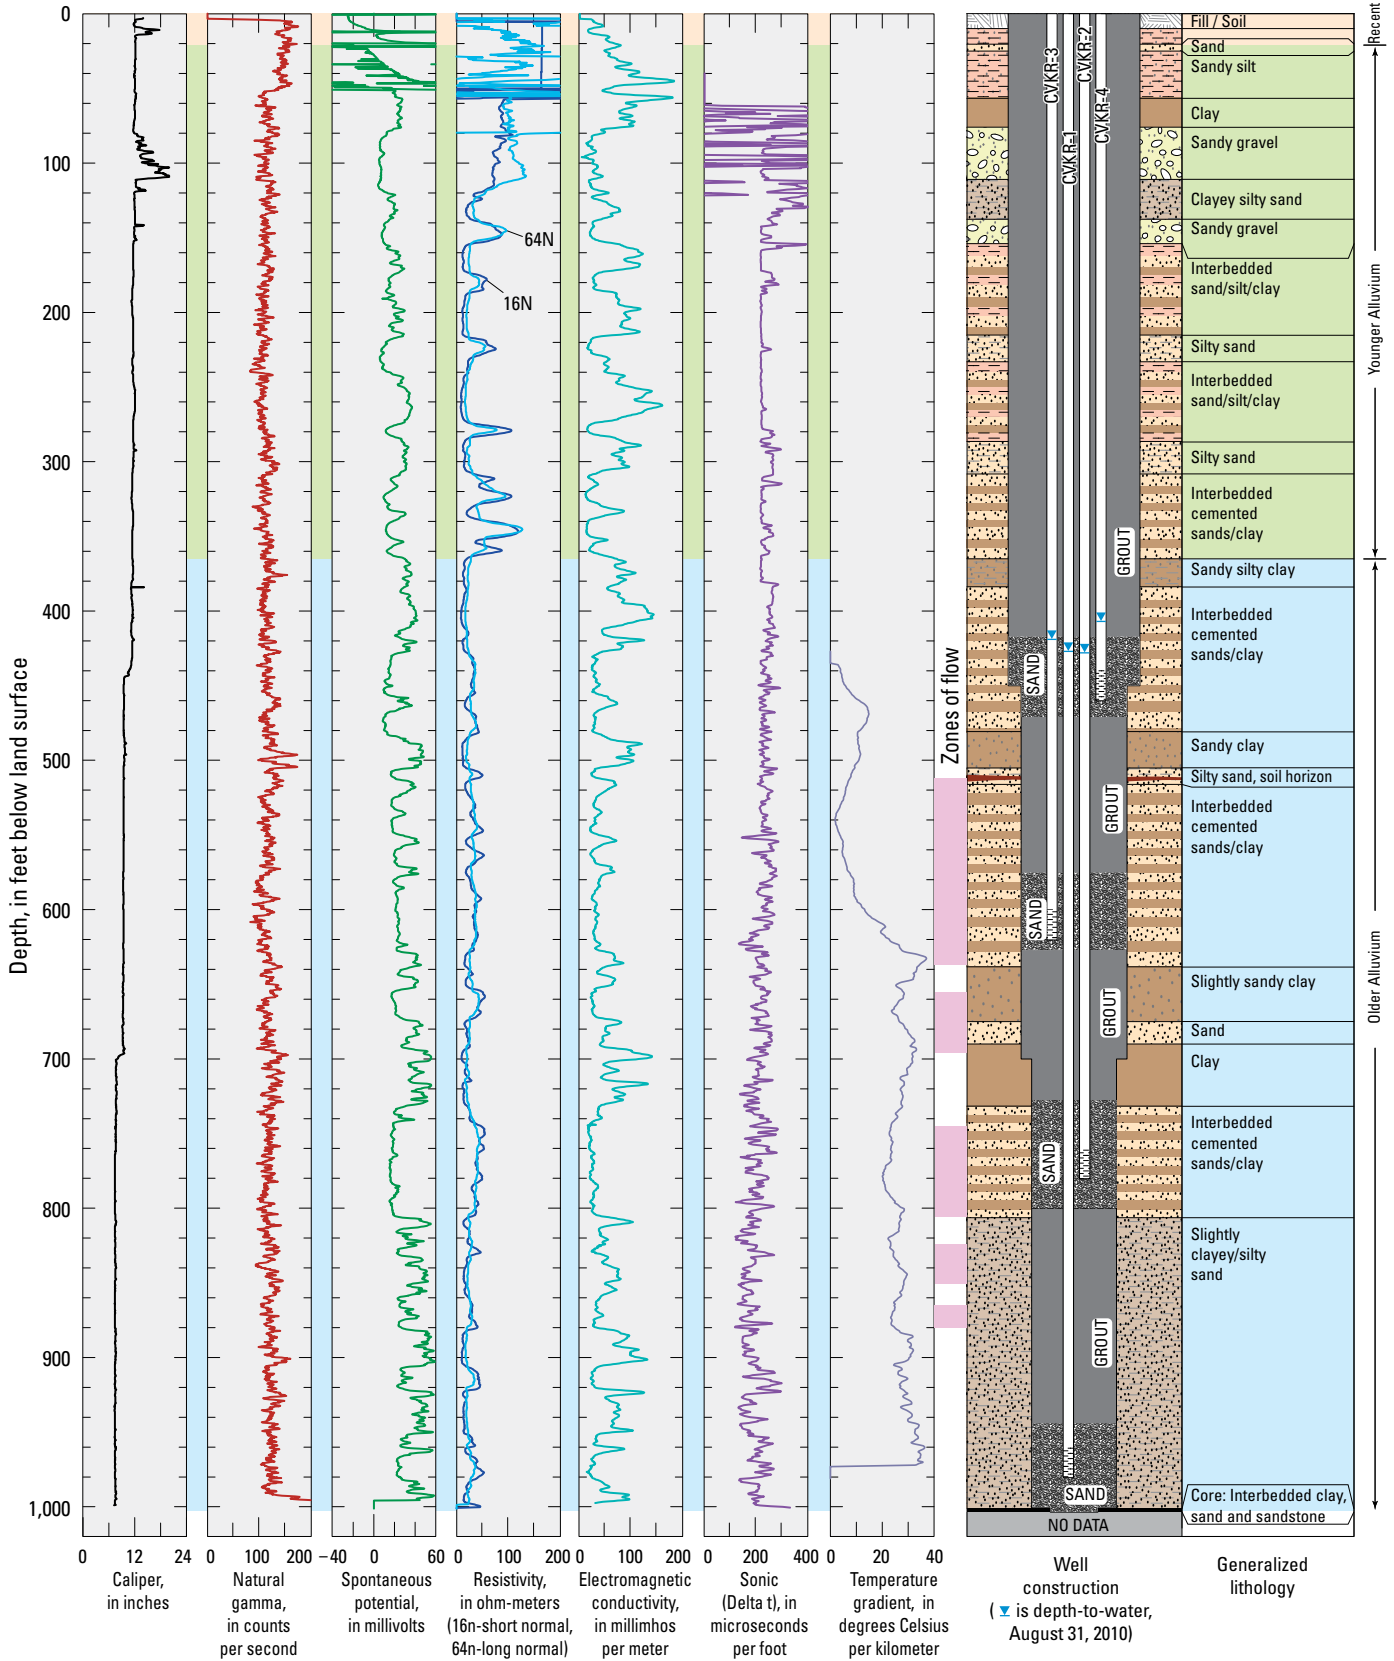 Depth, in feet below land surface
0
100
200
300
400
500
600
700
800
900
1,000
0 12 24
Caliper,
in inches
0 100 200
Natural
gamma,
in counts
per second
−40 0 60
Spontaneous
potential,
in millivolts
64N
16N
0 100 200
Resistivity,
in ohm-meters
(16n-short normal,
64n-long normal)
0 100 200
Electromagnetic
conductivity,
in millimhos
per meter
0 200 400
Sonic
(Delta t), in
microseconds
per foot
0 20 40
Temperature
gradient, in
degrees Celsius
per kilometer
Zones of flow
CVKR-3
CVKR-1
CVKR-2
CVKR-4
GROUT
SAND
GROUT
SAND
GROUT
SAND
GROUT
SAND
NO DATA
Well
construction
( is depth-to-water,
August 31, 2010)
Fill / Soil
Sand
Sandy silt
Clay
Sandy gravel
Clayey silty sand
Sandy gravel
Interbedded
sand/silt/clay
Silty sand
Interbedded
sand/silt/clay
Silty sand
Interbedded
cemented
sands/clay
Sandy silty clay
Interbedded
cemented
sands/clay
Sandy clay
Silty sand, soil horizon
Interbedded
cemented
sands/clay
Slightly sandy clay
Sand
Clay
Interbedded
cemented
sands/clay
Slightly
clayey/silty
sand
Core: Interbedded clay,
sand and sandstone
Generalized
lithology
Recent
Younger Alluvium
Older Alluvium